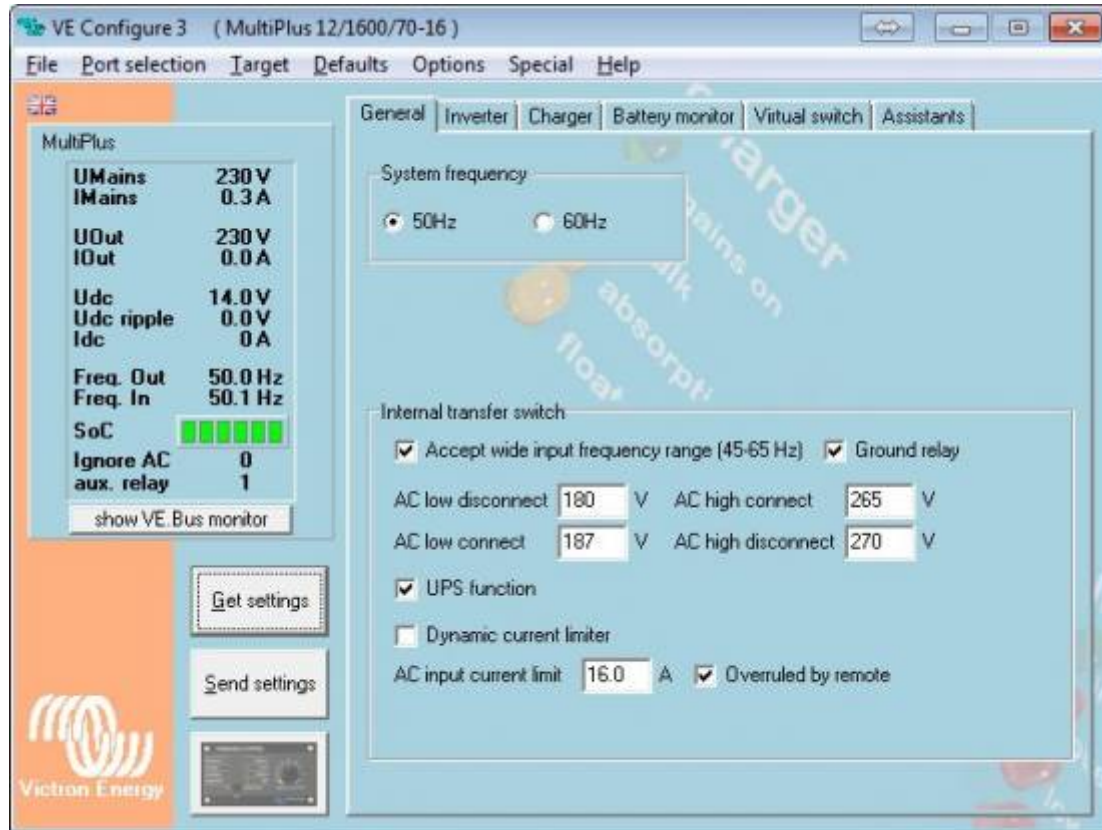 VE Configure 3 ( MultiPlus 12/1600/70-16 )
File Port selection Target Defaults Options Special Help
MultiPlus
UMains 230 V
IMains 0.3 A
UOut 230 V
IOut 0.0 A
Udc 14.0 V
Udc ripple 0.0 V
Idc 0 A
Freq. Out 50.0 Hz
Freq. In 50.1 Hz
SoC
Ignore AC 0
aux. relay 1
show VE.Bus monitor
Get settings
Send settings
Victron Energy
General Inverter Charger Battery monitor Virtual switch Assistants
System frequency
50Hz 60Hz
charger
mains on
bulk
absorpti
float
Internal transfer switch
Accept wide input frequency range (45-65 Hz) Ground relay
AC low disconnect 180 V AC high connect 265 V
AC low connect 187 V AC high disconnect 270 V
UPS function
Dynamic current limiter
AC input current limit 16.0 A Overruled by remote